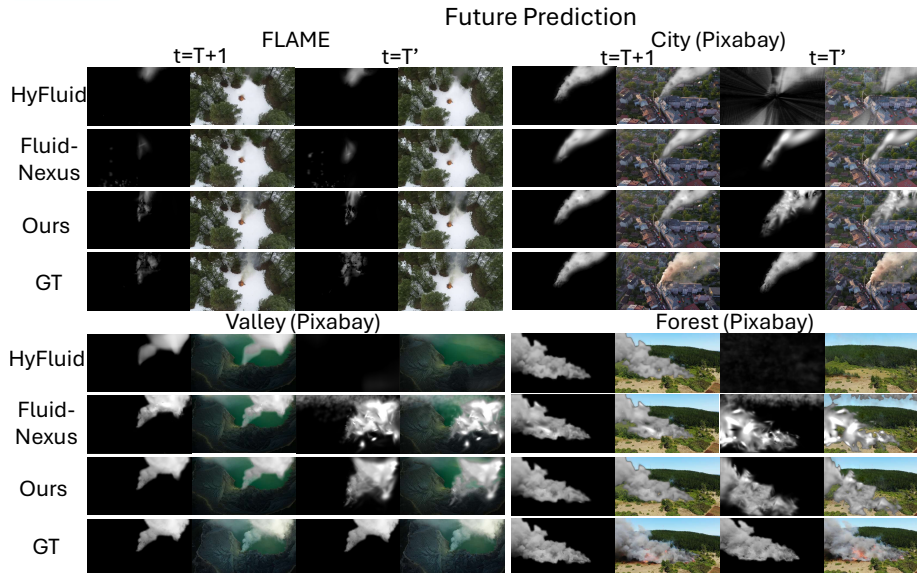 Future Prediction
FLAME
t=T+1 t=T'
City (Pixabay)
t=T+1 t=T'
HyFluid
Fluid-
Nexus
Ours
GT
Valley (Pixabay)
Forest (Pixabay)
HyFluid
Fluid-
Nexus
Ours
GT